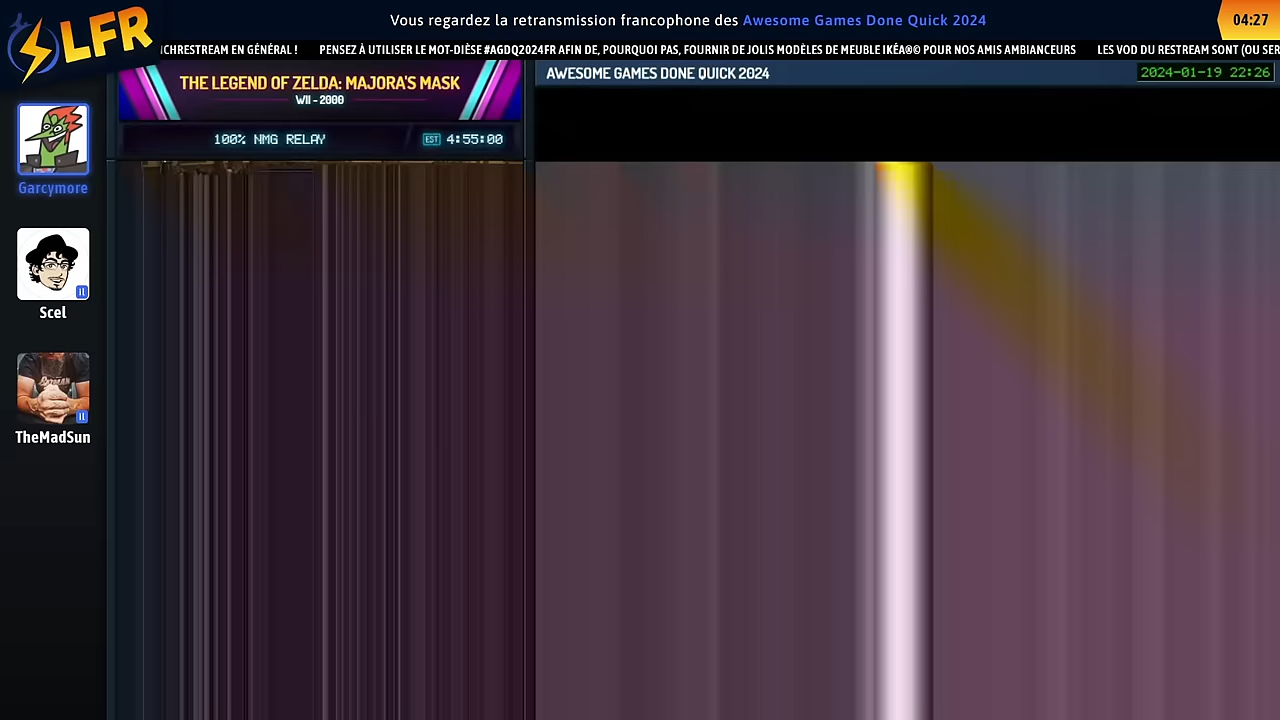 LFR
Vous regardez la retransmission francophone des Awesome Games Done Quick 2024
04:27
ICHRESTREAM EN GÉNÉRAL ! PENSEZ À UTILISER LE MOT-DIÈSE #AGDQ2024FR AFIN DE, POURQUOI PAS, FOURNIR DE JOLIS MODÈLES DE MEUBLE IKÉA®© POUR NOS AMIS AMBIANCEURS LES VOD DU RESTREAM SONT (OU SER
THE LEGEND OF ZELDA: MAJORA'S MASK
WII - 2000
100% NMG RELAY
EST 4:55:00
AWESOME GAMES DONE QUICK 2024
2024-01-19 22:26
Garcymore
Scel
TheMadSun